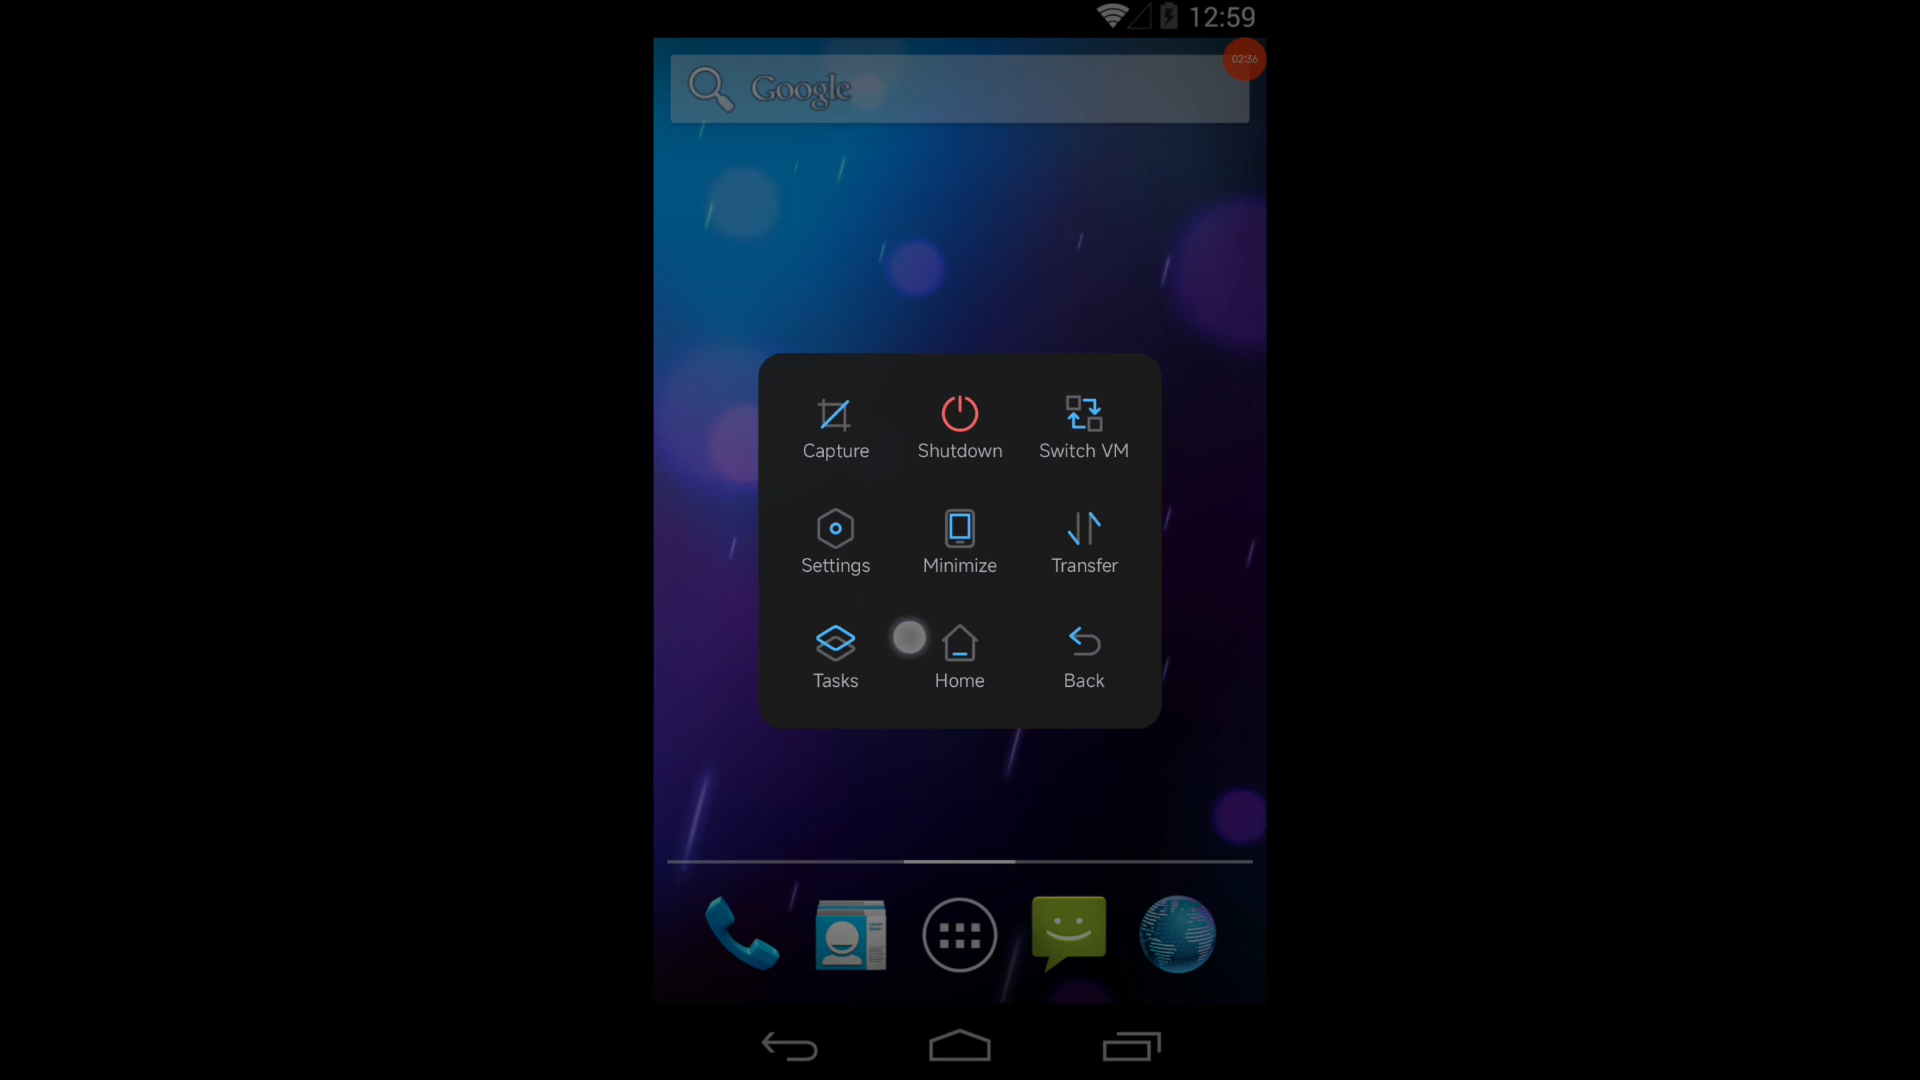 12:59
02:36
Google
Capture
Shutdown
Switch VM
Settings
Minimize
Transfer
Tasks
Home
Back